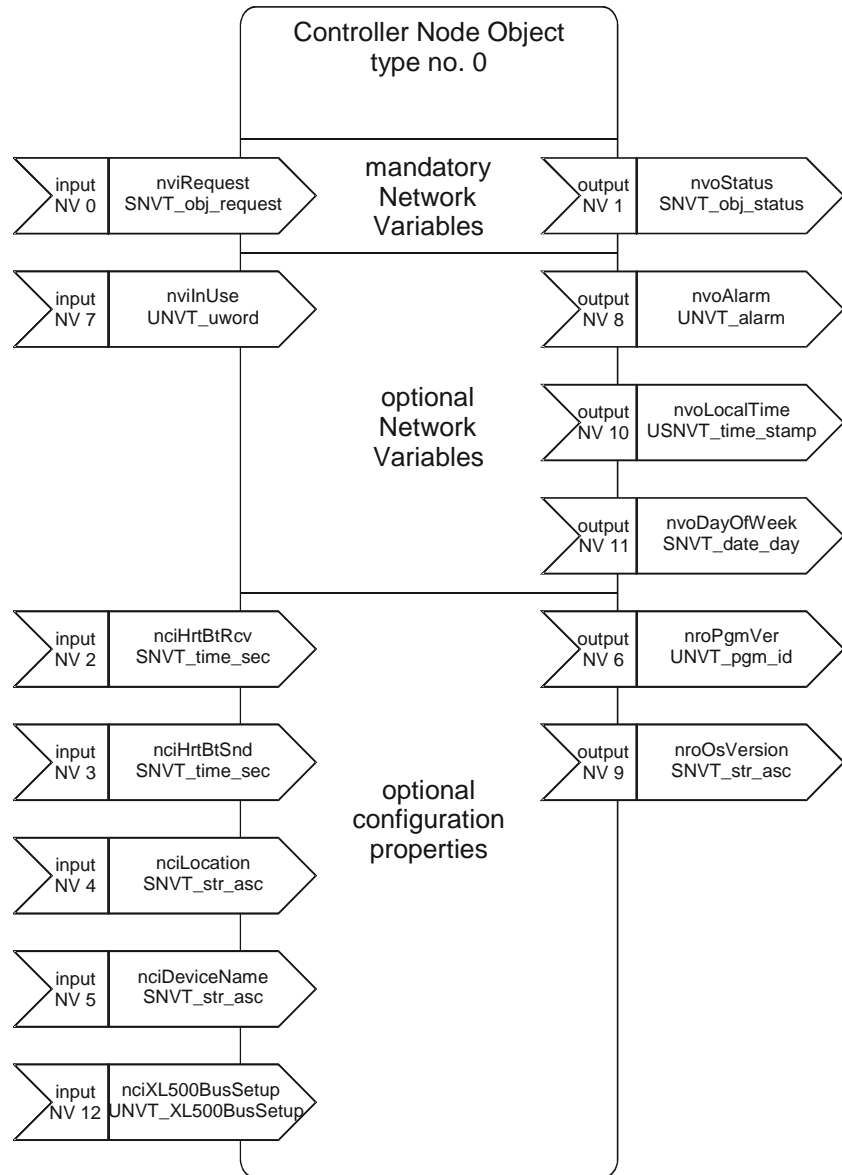 Controller Node Object
type no. 0
input
NV 0
nviRequest
SNVT_obj_request
mandatory
Network
Variables
output
NV 1
nvoStatus
SNVT_obj_status
input
NV 7
nviInUse
UNVT_uword
output
NV 8
nvoAlarm
UNVT_alarm
optional
Network
Variables
output
NV 10
nvoLocalTime
USNVT_time_stamp
output
NV 11
nvoDayOfWeek
SNVT_date_day
input
NV 2
nciHrtBtRcv
SNVT_time_sec
output
NV 6
nroPgmVer
UNVT_pgm_id
input
NV 3
nciHrtBtSnd
SNVT_time_sec
optional
configuration
properties
output
NV 9
nroOsVersion
SNVT_str_asc
input
NV 4
nciLocation
SNVT_str_asc
input
NV 5
nciDeviceName
SNVT_str_asc
input
NV 12
nciXL500BusSetup
UNVT_XL500BusSetup